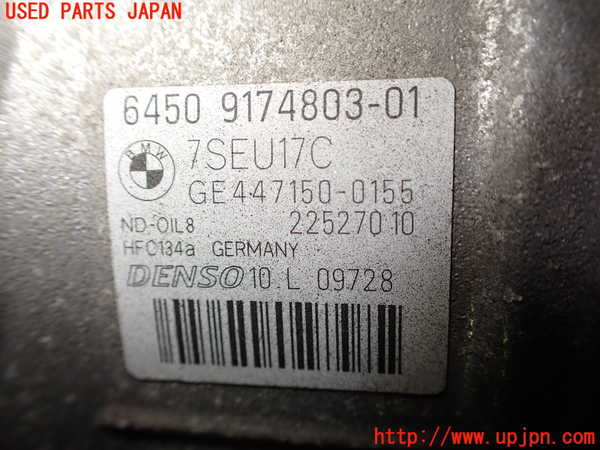 USED PARTS JAPAN
6450 9174803-01
BMW
7SEU17C
GE447150-0155
ND-OIL8 22527010
HFC134a GERMANY
DENSO 10 L 09728
http://www.upjpn.com/